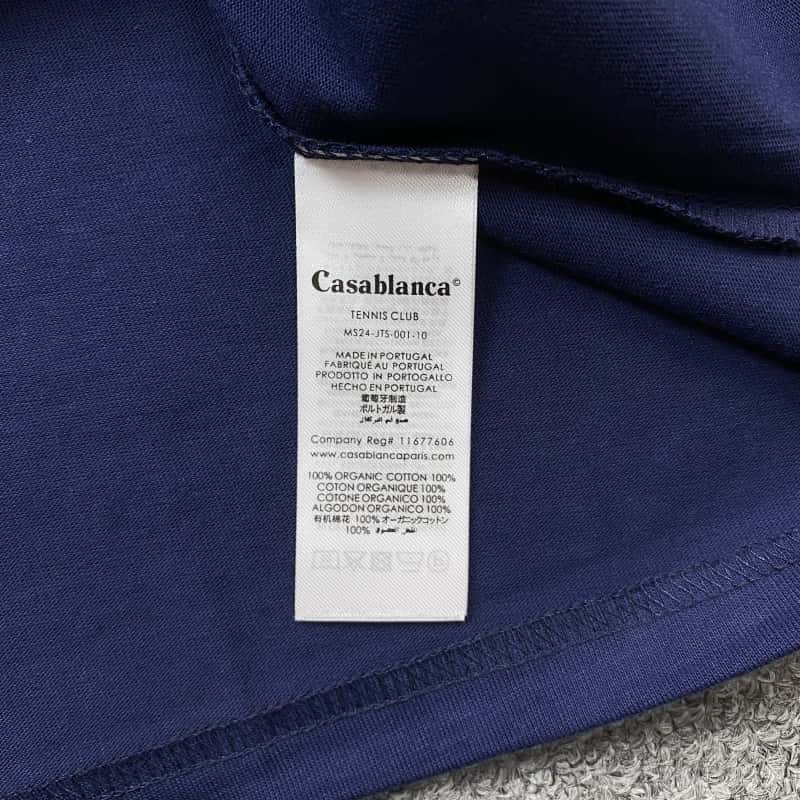 Casablanca©
TENNIS CLUB
MS24-JTS-001-10
MADE IN PORTUGAL
FABRIQUÉ AU PORTUGAL
PRODOTTO IN PORTOGALLO
HECHO EN PORTUGAL
葡萄牙制造
ポルトガル製
Company Reg# 11677606
www.casablancaparis.com
100% ORGANIC COTTON 100%
COTON ORGANIQUE 100%
COTONE ORGANICO 100%
ALGODON ORGANICO 100%
有机棉花 100% オーガニックコットン
100%